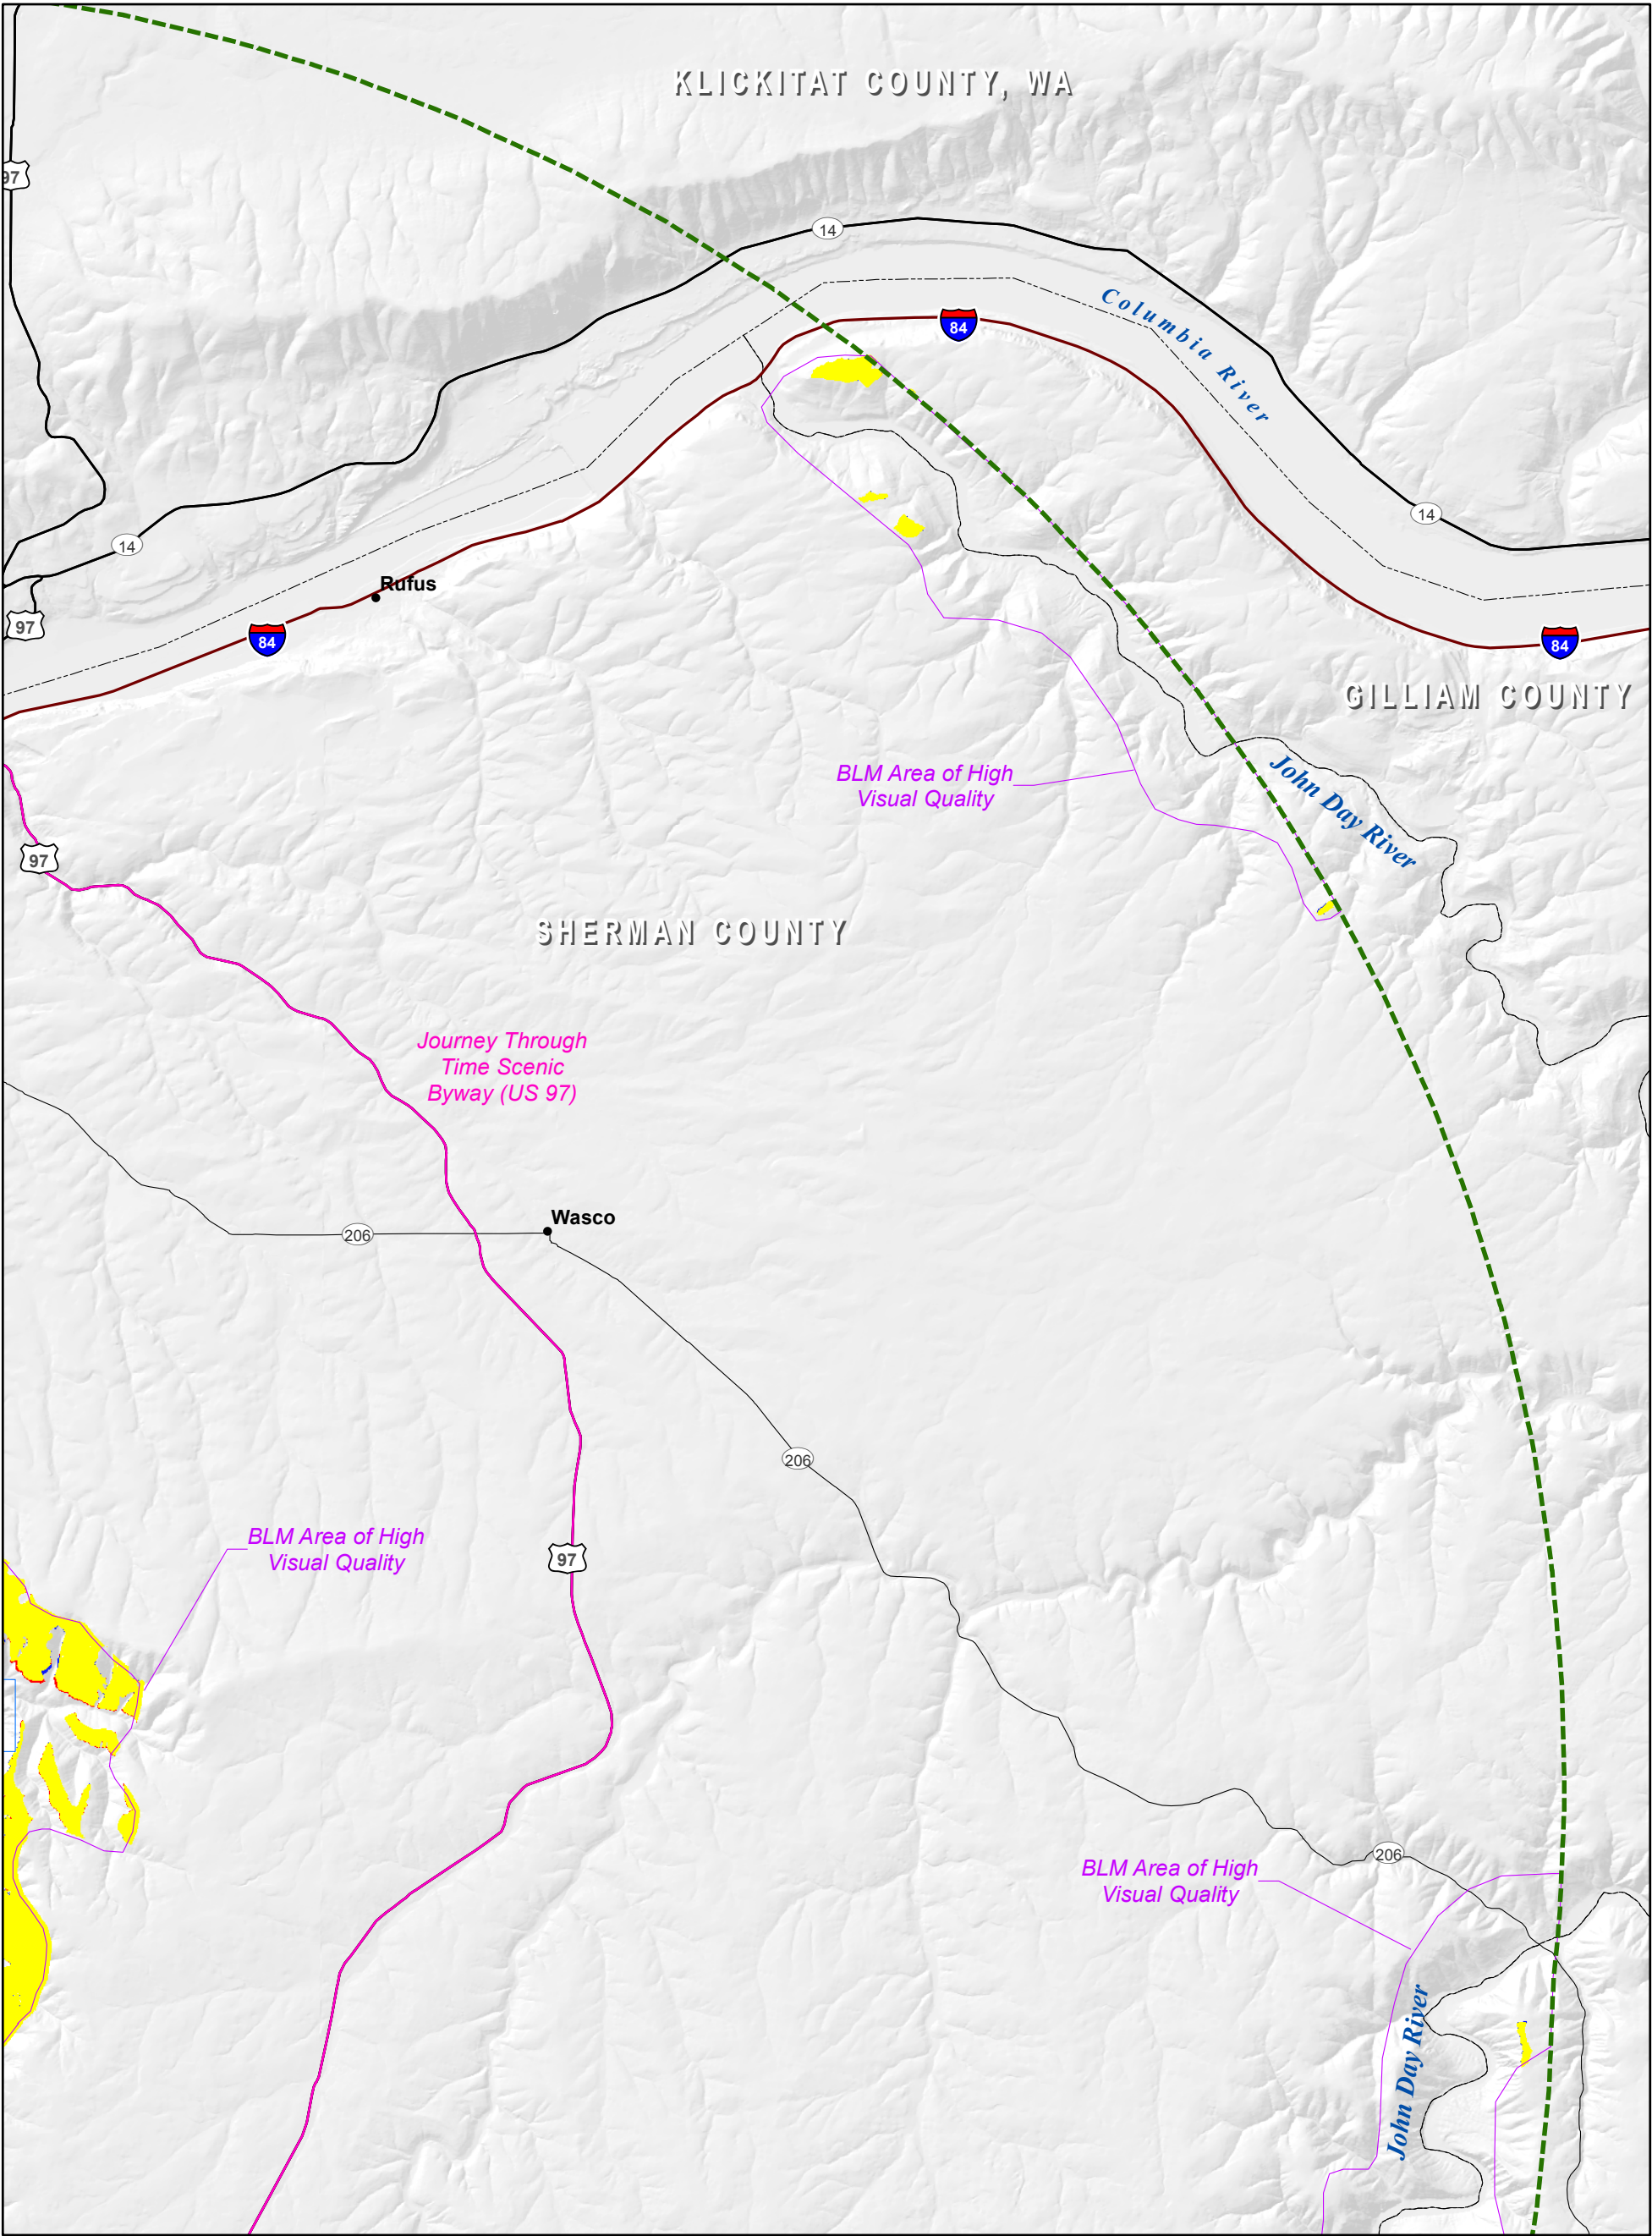 KLICKITAT COUNTY, WA
97
14
Columbia River
84
14
14
Rufus
97
84
84
GILLIAM COUNTY
BLM Area of High
Visual Quality
John Day River
97
SHERMAN COUNTY
Journey Through
Time Scenic
Byway (US 97)
Wasco
206
206
BLM Area of High
Visual Quality
97
206
BLM Area of High
Visual Quality
John Day River